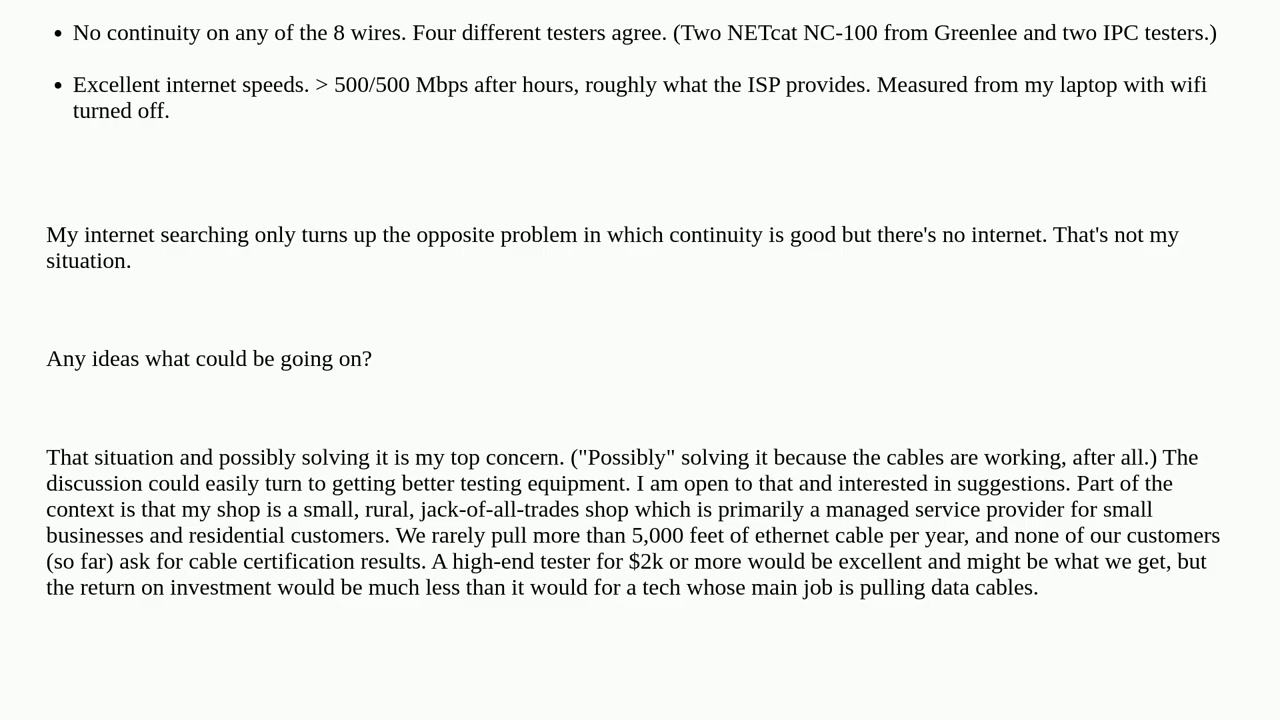 • No continuity on any of the 8 wires. Four different testers agree. (Two NETcat NC-100 from Greenlee and two IPC testers.)
• Excellent internet speeds. > 500/500 Mbps after hours, roughly what the ISP provides. Measured from my laptop with wifi
turned off.
My internet searching only turns up the opposite problem in which continuity is good but there's no internet. That's not my
situation.
Any ideas what could be going on?
That situation and possibly solving it is my top concern. ("Possibly" solving it because the cables are working, after all.) The
discussion could easily turn to getting better testing equipment. I am open to that and interested in suggestions. Part of the
context is that my shop is a small, rural, jack-of-all-trades shop which is primarily a managed service provider for small
businesses and residential customers. We rarely pull more than 5,000 feet of ethernet cable per year, and none of our customers
(so far) ask for cable certification results. A high-end tester for $2k or more would be excellent and might be what we get, but
the return on investment would be much less than it would for a tech whose main job is pulling data cables.